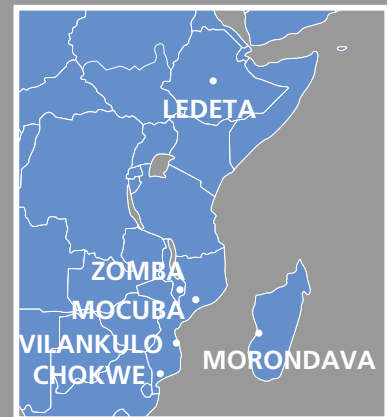 LEDETA
ZOMBA
MOCUBA
VILANKULO
MORONDAVA
CHOKWE